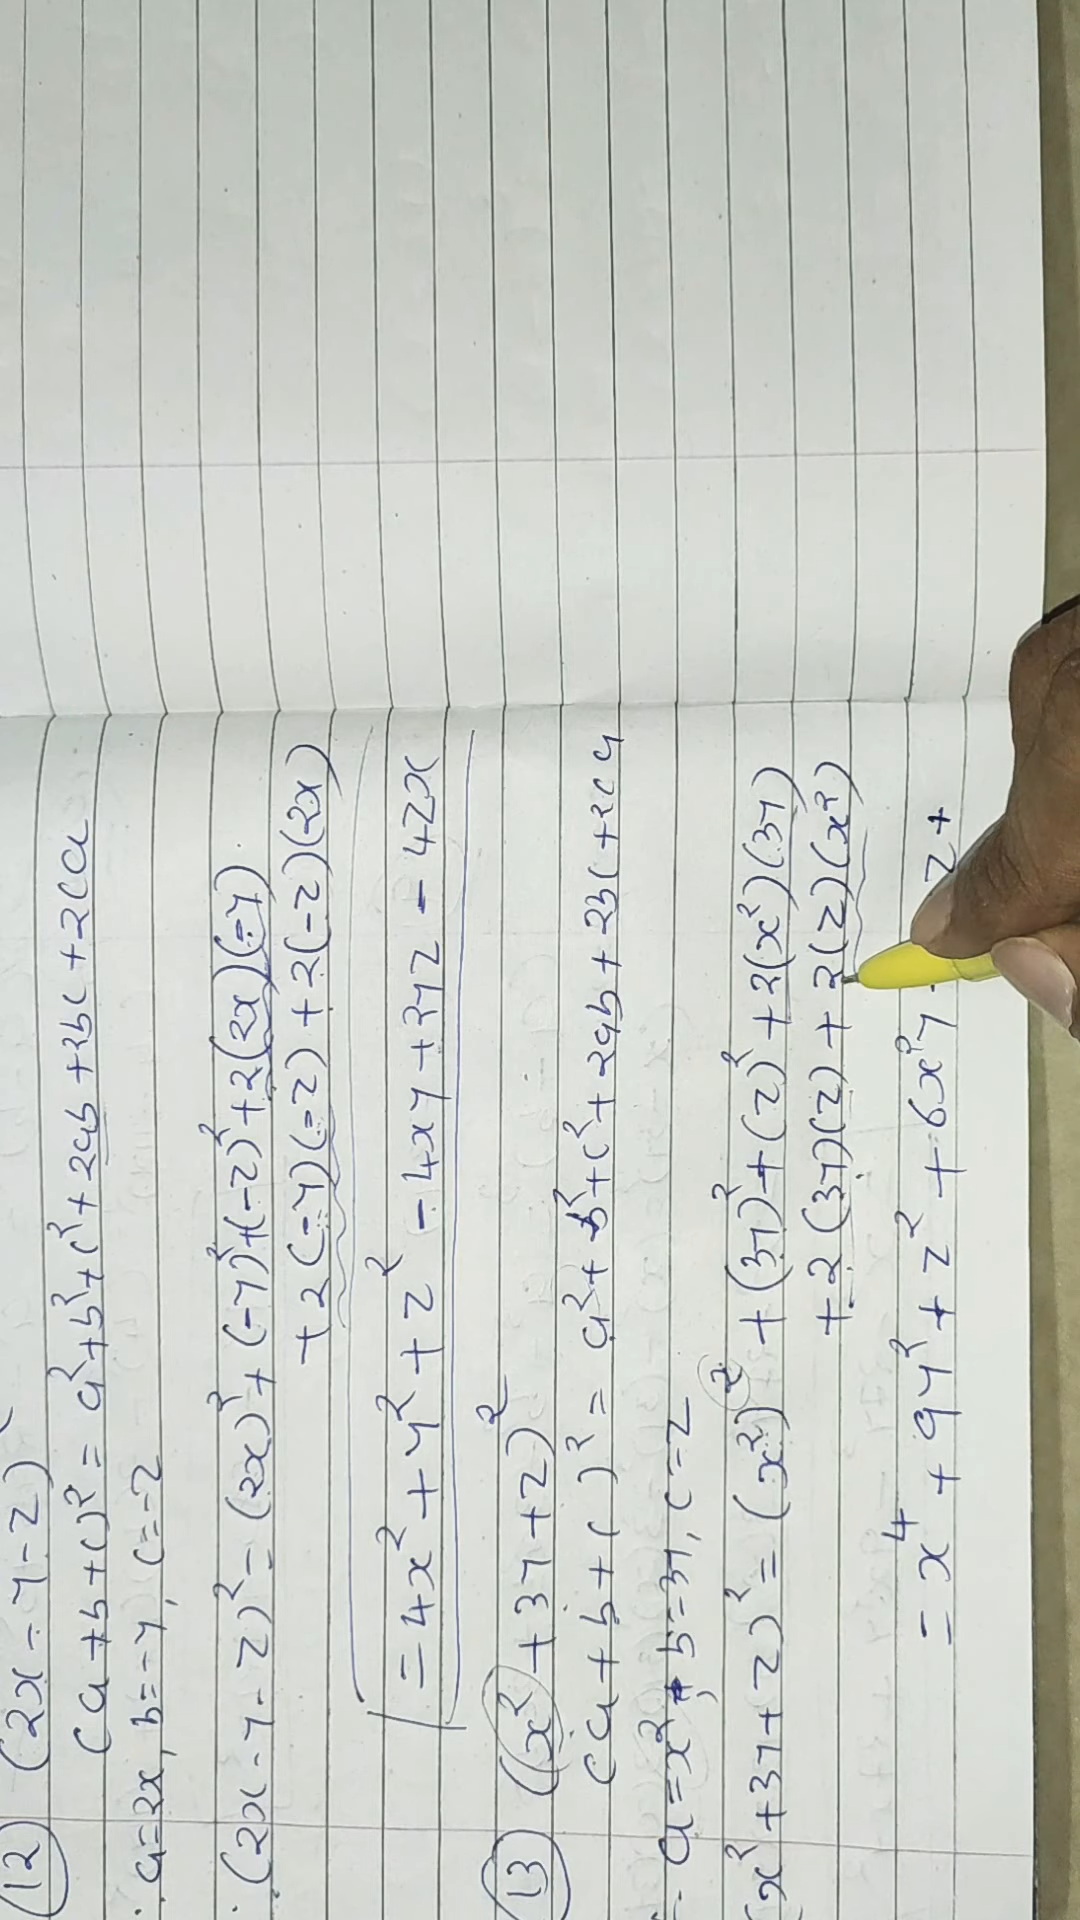 (12) (2x - y - z)²
(a + b + c)² = a² + b² + c² + 2ab + 2bc + 2ca
∴ a = 2x, b = -y, c = -z
∴ (2x - y - z)² = (2x)² + (-y)² + (-z)² + 2(2x)(-y)
+ 2(-y)(-z) + 2(-z)(2x)
= 4x² + y² + z² - 4xy + 2yz - 4zx
(13) (x² + 3y + z)²
(a + b + c)² = a² + b² + c² + 2ab + 2bc + 2ca
∴ a = x², b = 3y, c = z
(x² + 3y + z)² = (x²)² + (3y)² + (z)² + 2(x²)(3y)
+ 2(3y)(z) + 2(z)(x²)
= x⁴ + 9y² + z² + 6x²y z +